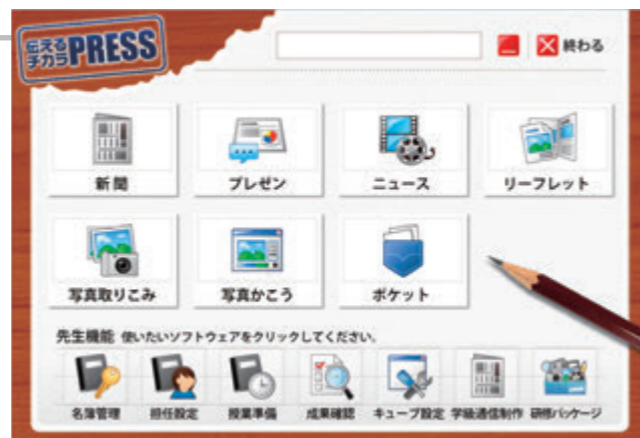 伝える
チカラ PRESS
終わる
新聞 プレゼン ニュース リーフレット
写真取りこみ 写真かこう ポケット
先生機能 使いたいソフトウェアをクリックしてください。
名簿管理 担任設定 授業準備 成果確認 キューブ設定 学級通信制作 研修パッケージ